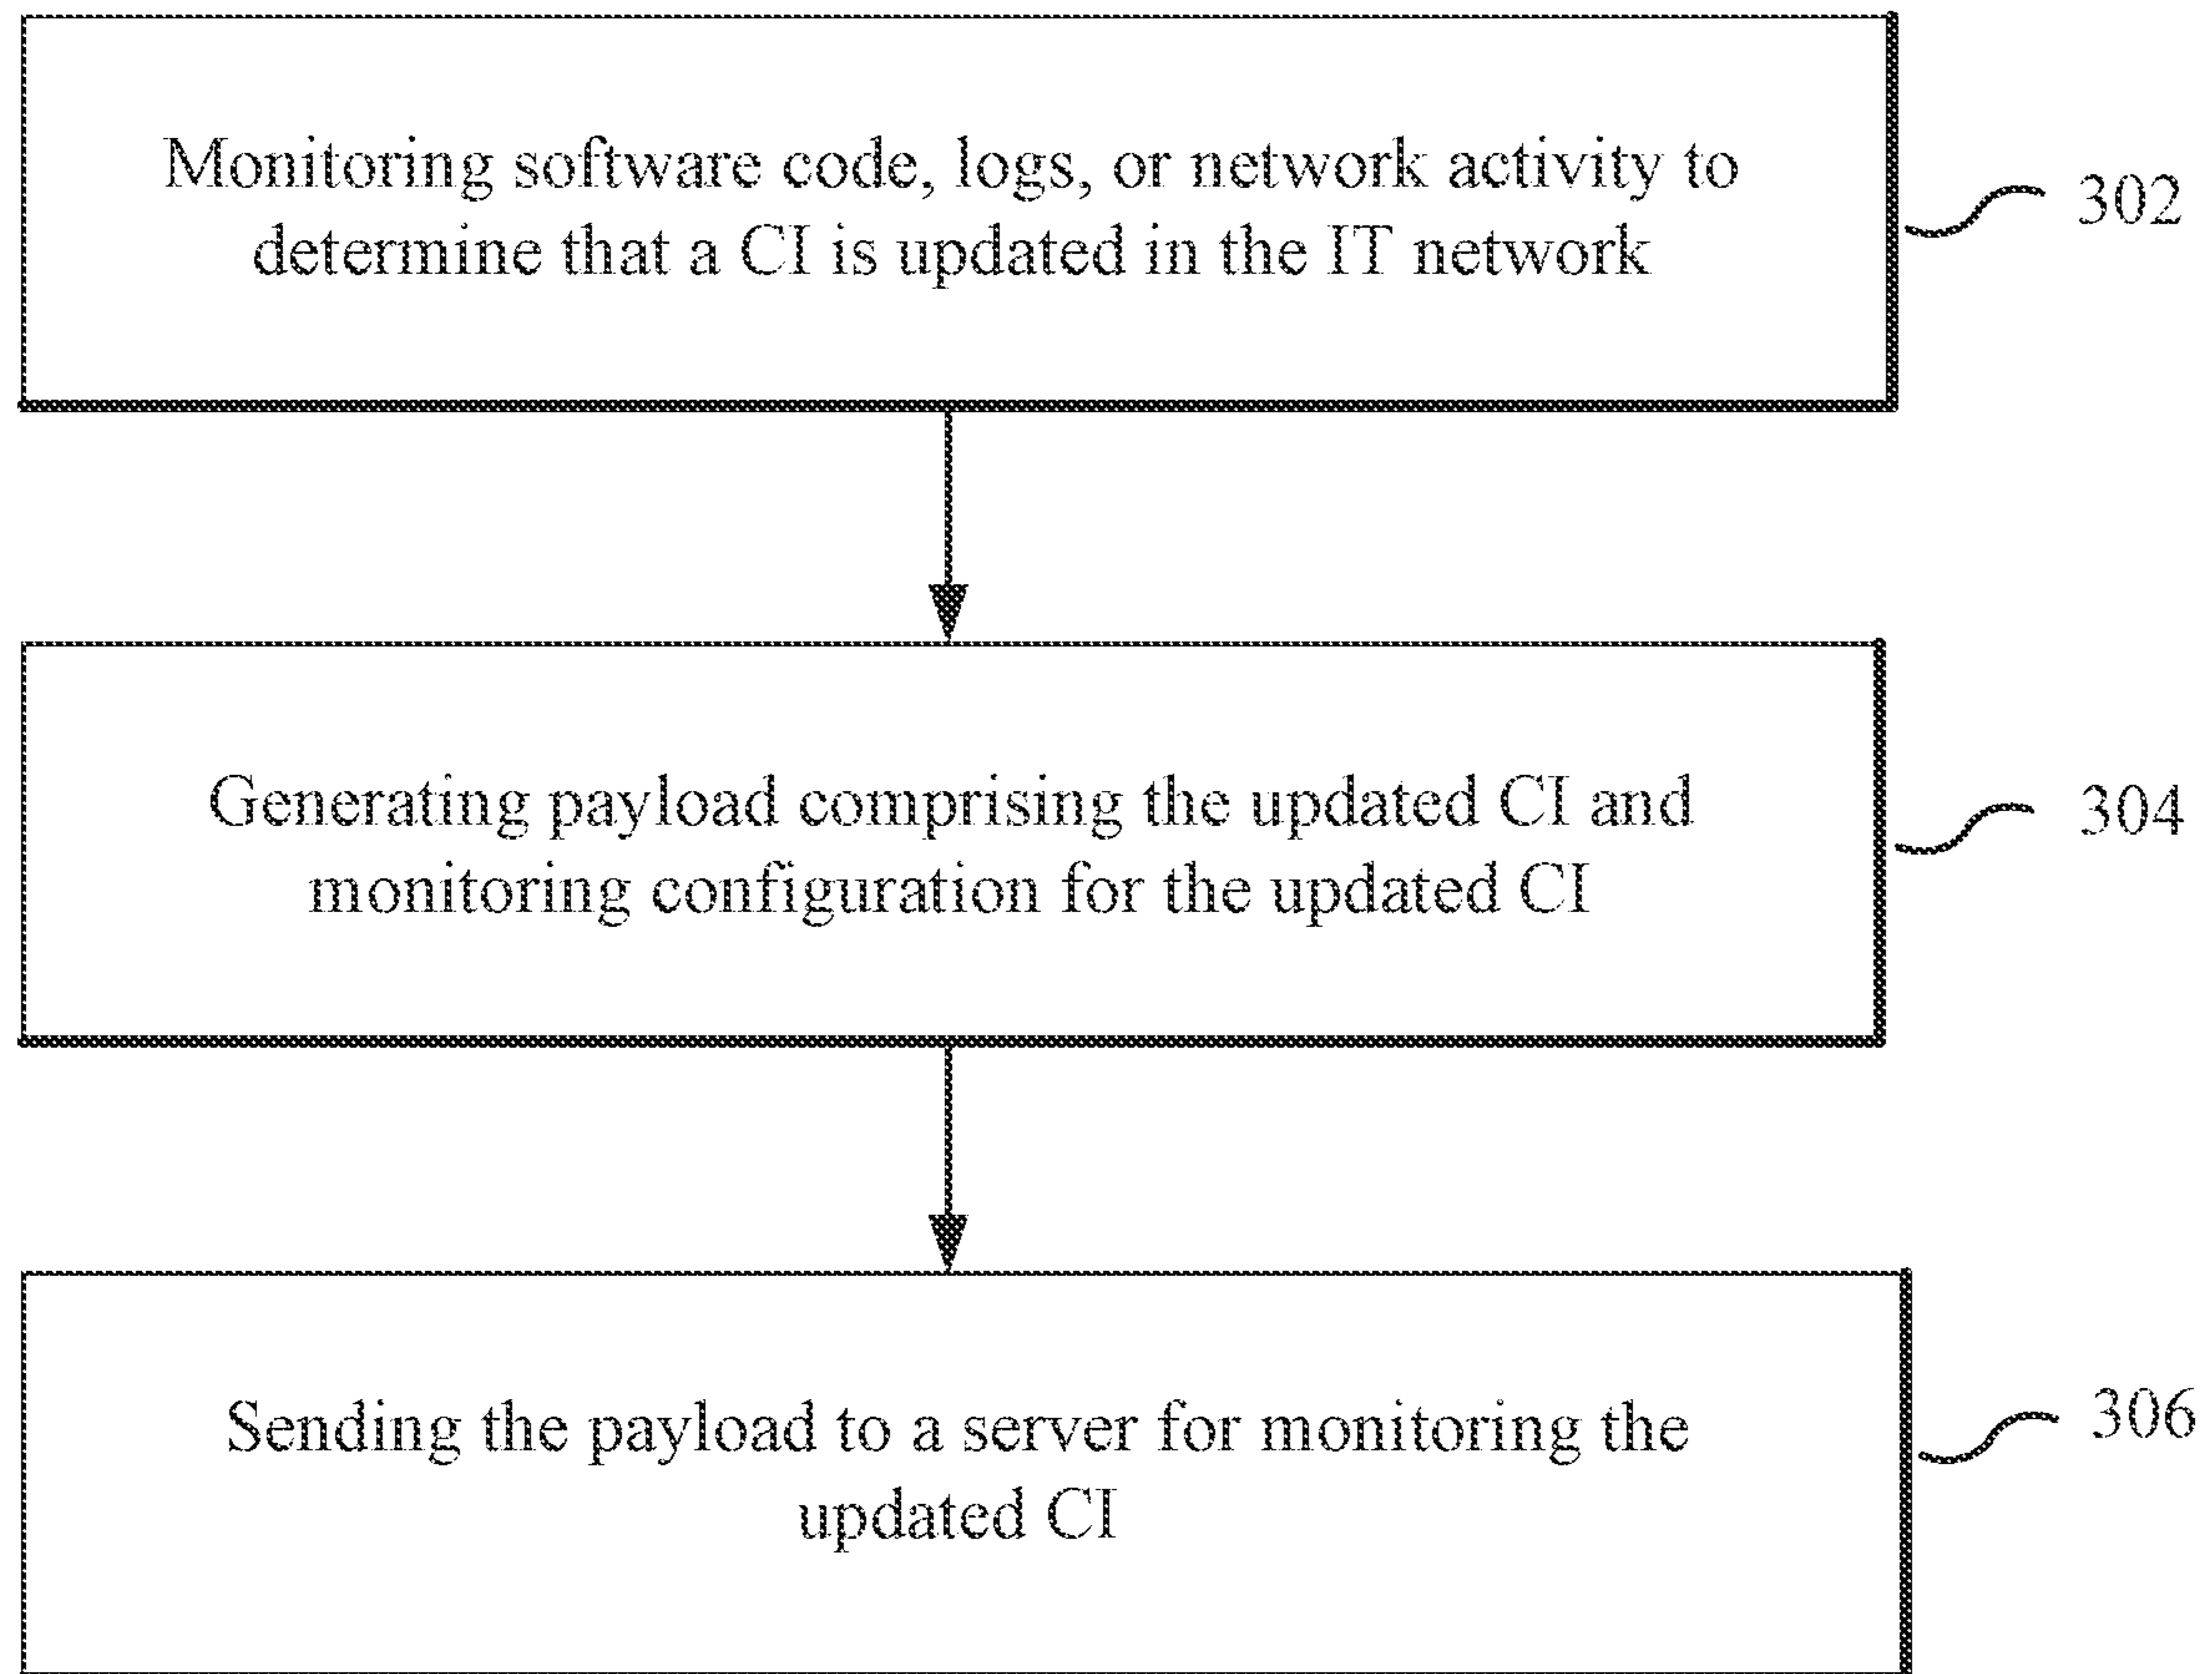 Monitoring software code, logs, or network activity to
determine that a CI is updated in the IT network
302
Generating payload comprising the updated CI and
monitoring configuration for the updated CI
304
Sending the payload to a server for monitoring the
updated CI
306